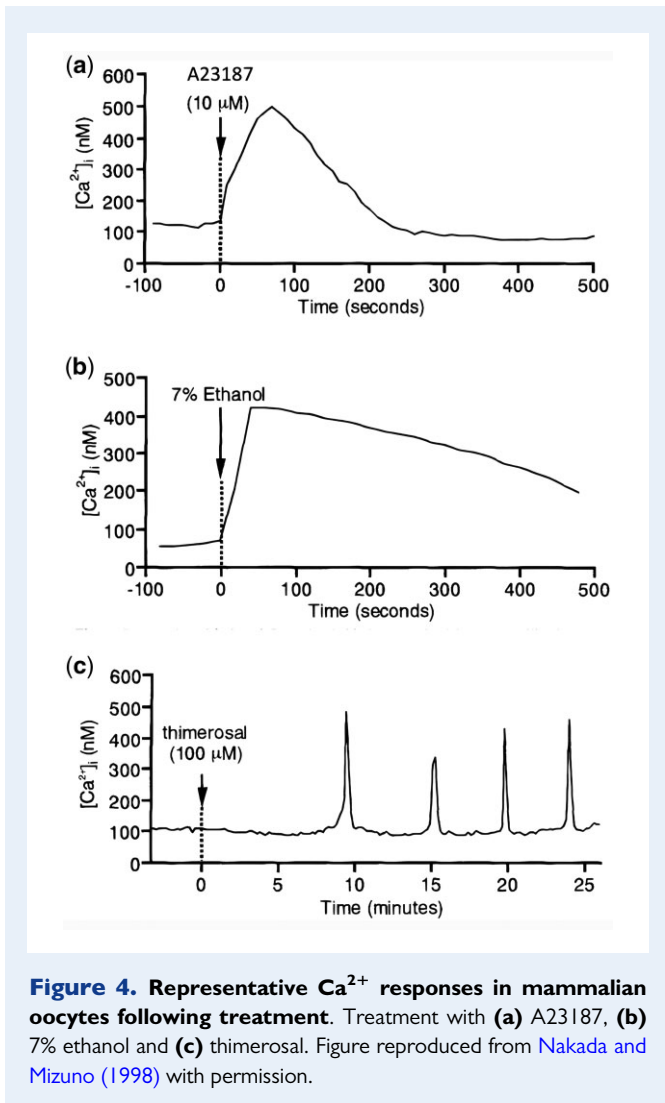 (a)
A23187
(10 μM)
[Ca²⁺]ᵢ (nM)
600
500
400
300
200
100
0
-100 0 100 200 300 400 500
Time (seconds)
(b)
7% Ethanol
[Ca²⁺]ᵢ (nM)
500
400
300
200
100
0
-100 0 100 200 300 400 500
Time (seconds)
(c)
thimerosal
(100 μM)
[Ca²⁺]ᵢ (nM)
600
500
400
300
200
100
0
0 5 10 15 20 25
Time (minutes)
Figure 4. Representative Ca²⁺ responses in mammalian
oocytes following treatment. Treatment with (a) A23187, (b)
7% ethanol and (c) thimerosal. Figure reproduced from Nakada and
Mizuno (1998) with permission.